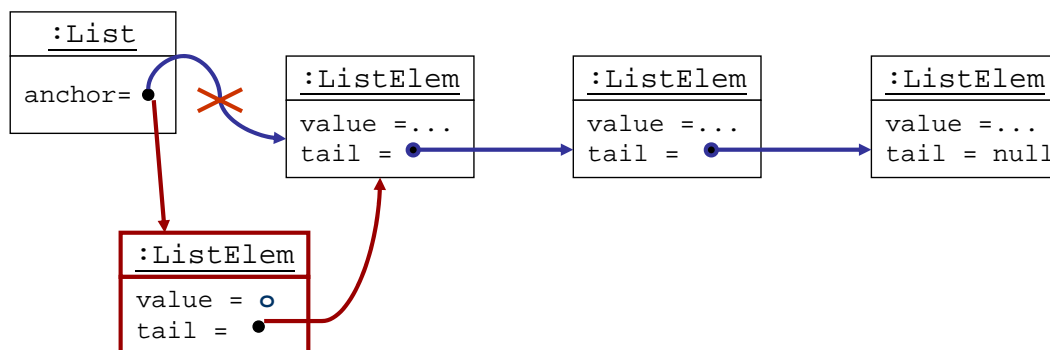 :List
anchor=
:ListElem
value =...
tail =
:ListElem
value =...
tail =
:ListElem
value =...
tail = null
:ListElem
value = o
tail =